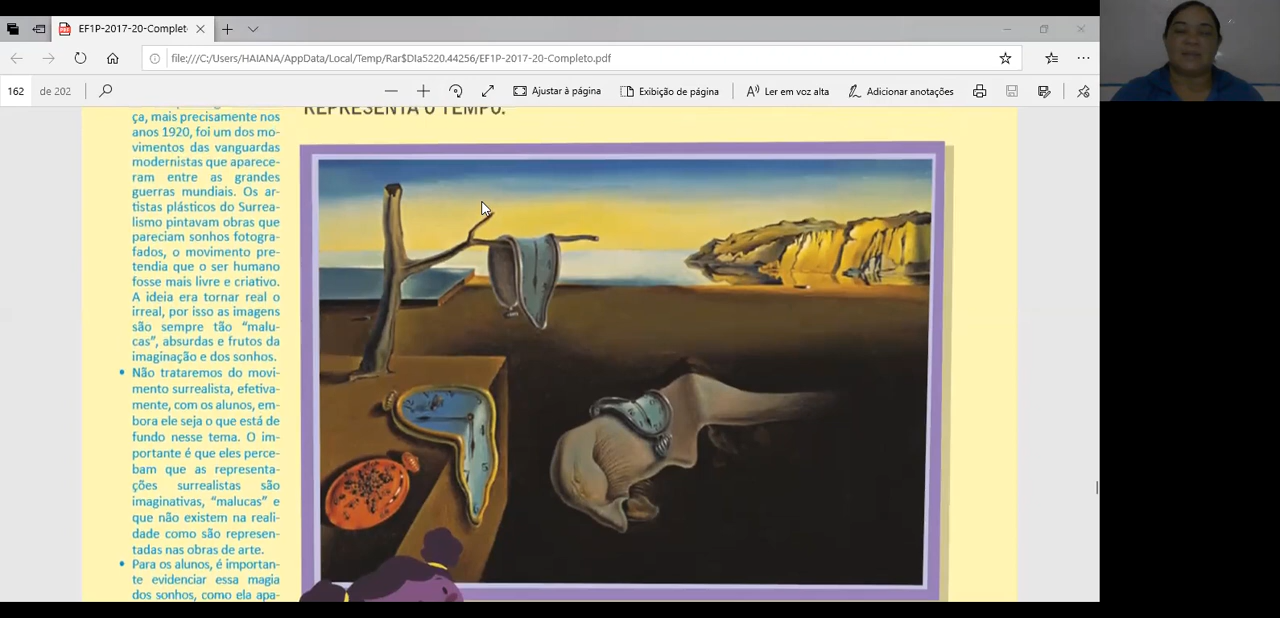 EF1P-2017-20-Complet
file:///C:/Users/HAIANA/AppData/Local/Temp/Rar$DIa5220.44256/EF1P-2017-20-Completo.pdf
162 de 202 Ajustar à página Exibição de página Ler em voz alta Adicionar anotações
REPRESENTA O TEMPO.
ça, mais precisamente nos
anos 1920, foi um dos mo-
vimentos das vanguardas
modernistas que aparece-
ram entre as grandes
guerras mundiais. Os ar-
tistas plásticos do Surrea-
lismo pintavam obras que
pareciam sonhos fotogra-
fados, o movimento pre-
tendia que o ser humano
fosse mais livre e criativo.
A ideia era tornar real o
irreal, por isso as imagens
são sempre tão “malu-
cas”, absurdas e frutos da
imaginação e dos sonhos.
• Não trataremos do movi-
mento surrealista, efetiva-
mente, com os alunos, em-
bora ele seja o que está de
fundo nesse tema. O im-
portante é que eles perce-
bam que as representa-
ções surrealistas são
imaginativas, “malucas” e
que não existem na reali-
dade como são represen-
tadas nas obras de arte.
• Para os alunos, é importan-
te evidenciar essa magia
dos sonhos, como ela apa-